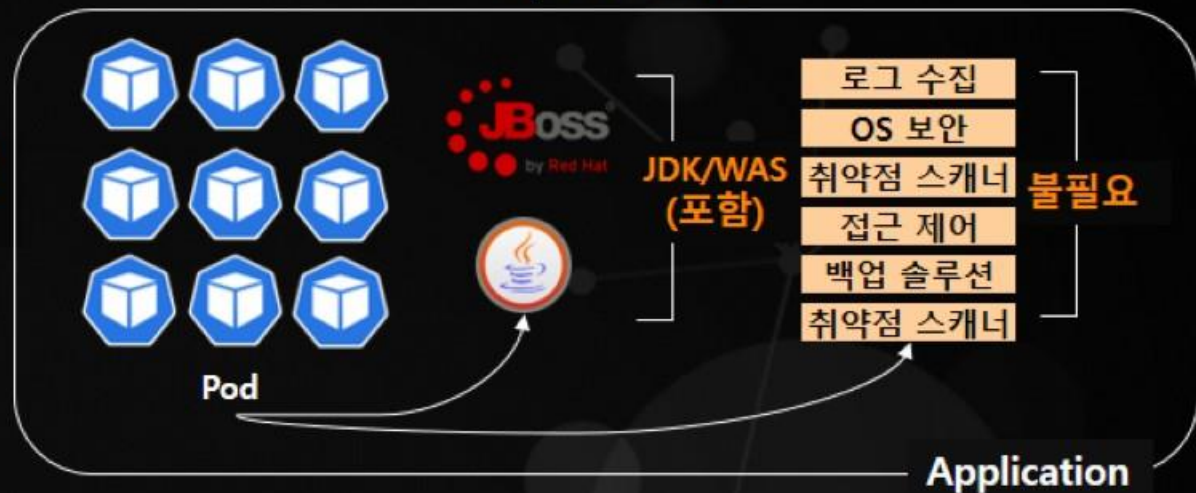 JBoss
by Red Hat
JDK/WAS
(포함)
로그 수집
OS 보안
취약점 스캐너
접근 제어
백업 솔루션
취약점 스캐너
불필요
Pod
Application